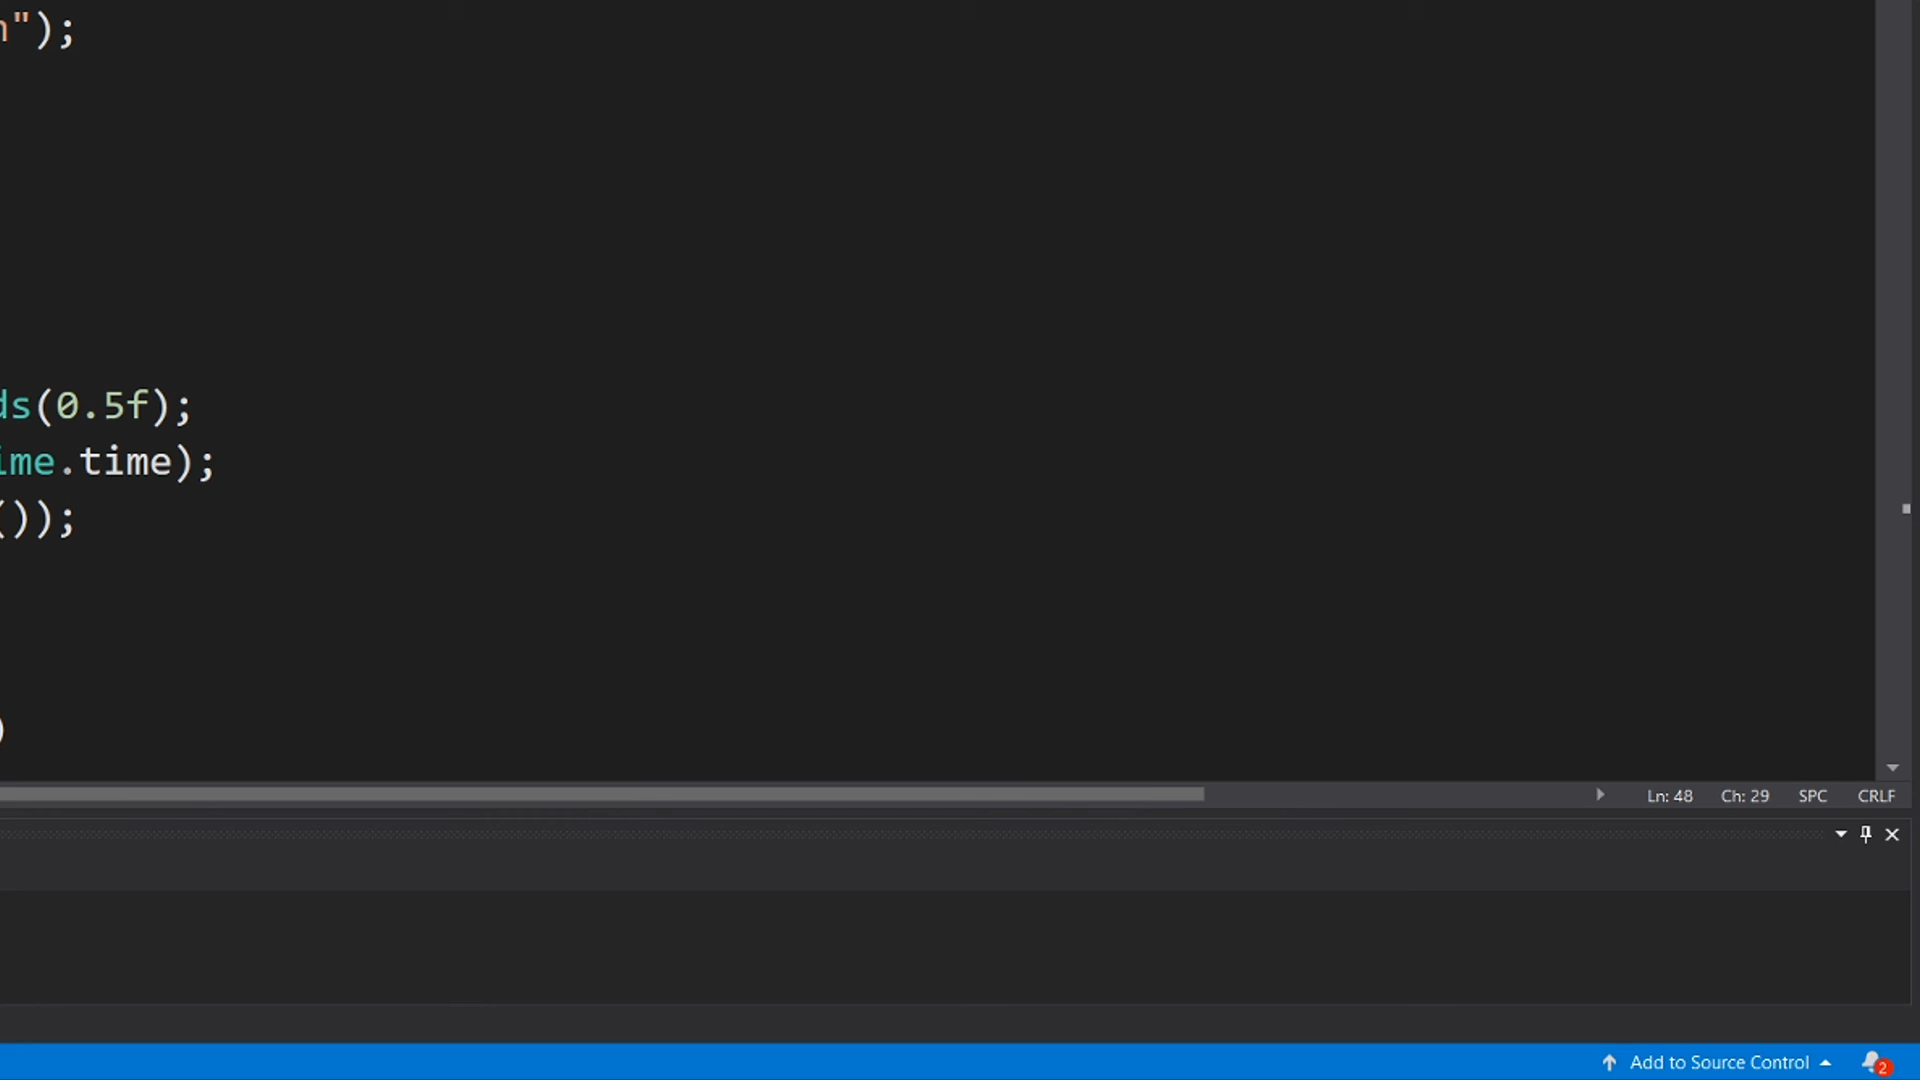 n");
ds(0.5f);
ime.time);
());
)
Ln: 48 Ch: 29 SPC CRLF
Add to Source Control 2